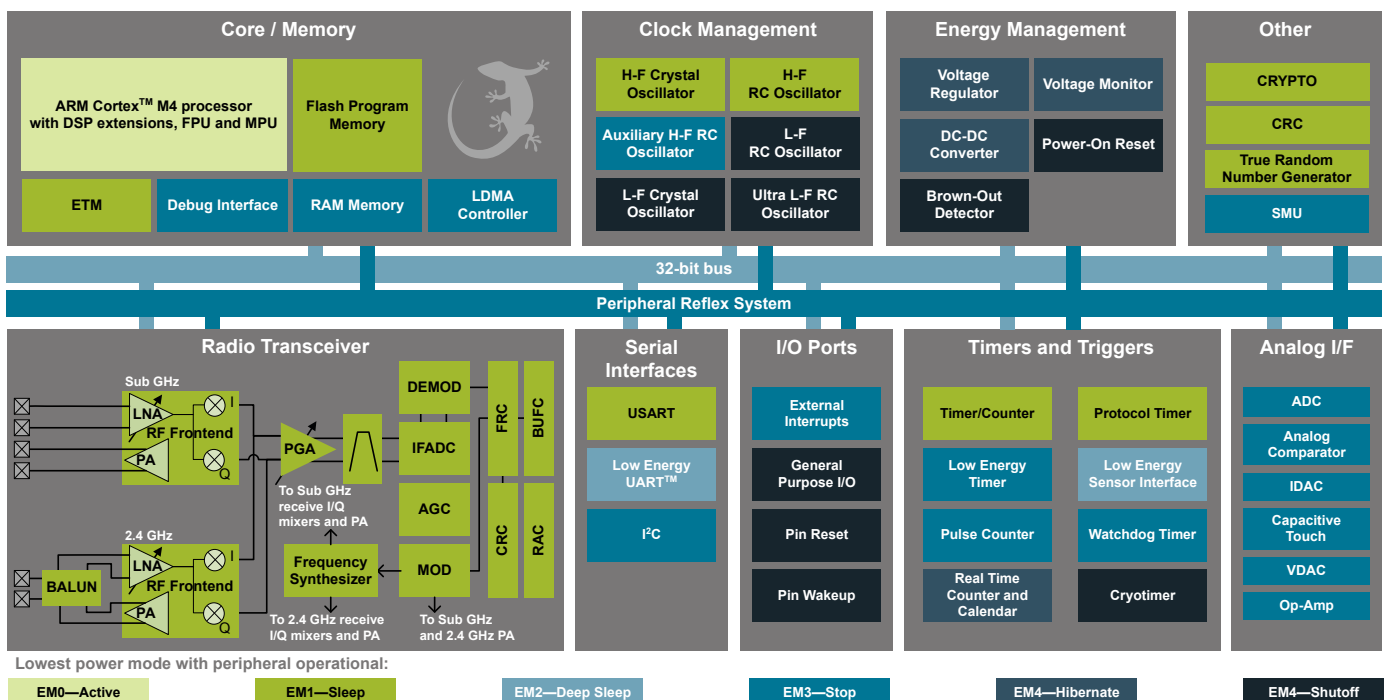 Core / Memory
ARM Cortex™ M4 processor
with DSP extensions, FPU and MPU
Flash Program
Memory
ETM
Debug Interface
RAM Memory
LDMA
Controller
Clock Management
H-F Crystal
Oscillator
H-F
RC Oscillator
Auxiliary H-F RC
Oscillator
L-F
RC Oscillator
L-F Crystal
Oscillator
Ultra L-F RC
Oscillator
Energy Management
Voltage
Regulator
Voltage Monitor
DC-DC
Converter
Power-On Reset
Brown-Out
Detector
Other
CRYPTO
CRC
True Random
Number Generator
SMU
32-bit bus
Peripheral Reflex System
Radio Transceiver
Sub GHz
LNA
RF Frontend
PA
I
Q
PGA
To Sub GHz
receive I/Q
mixers and PA
2.4 GHz
BALUN
LNA
RF Frontend
PA
I
Q
Frequency
Synthesizer
To 2.4 GHz receive
I/Q mixers and PA
DEMOD
IFADC
AGC
MOD
To Sub GHz
and 2.4 GHz PA
FRC
BUFC
CRC
RAC
Serial
Interfaces
USART
Low Energy
UART™
I²C
I/O Ports
External
Interrupts
General
Purpose I/O
Pin Reset
Pin Wakeup
Timers and Triggers
Timer/Counter
Protocol Timer
Low Energy
Timer
Low Energy
Sensor Interface
Pulse Counter
Watchdog Timer
Real Time
Counter and
Calendar
Cryotimer
Analog I/F
ADC
Analog
Comparator
IDAC
Capacitive
Touch
VDAC
Op-Amp
Lowest power mode with peripheral operational:
EM0—Active
EM1—Sleep
EM2—Deep Sleep
EM3—Stop
EM4—Hibernate
EM4—Shutoff